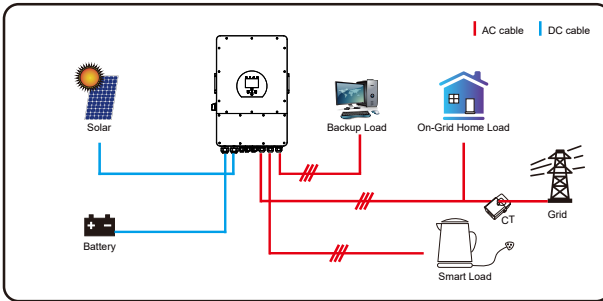 AC cable
DC cable
Solar
Backup Load
On-Grid Home Load
CT
Grid
Battery
Smart Load